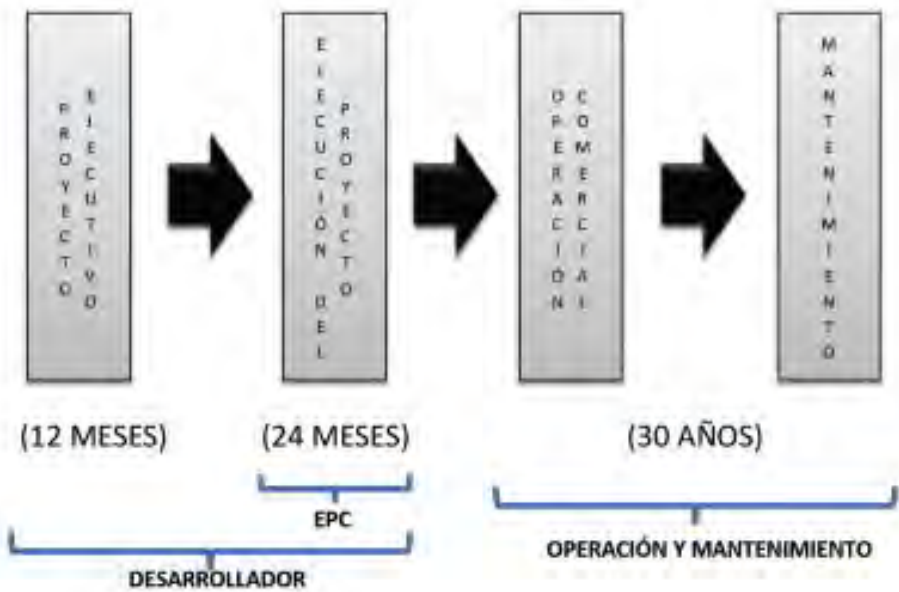 PROYECTO
EJECUTIVO
EJECUCIÓN DEL
PROYECTO
OPERACIÓN
COMERCIAL
MANTENIMIENTO
(12 MESES)
(24 MESES)
(30 AÑOS)
EPC
OPERACIÓN Y MANTENIMIENTO
DESARROLLADOR